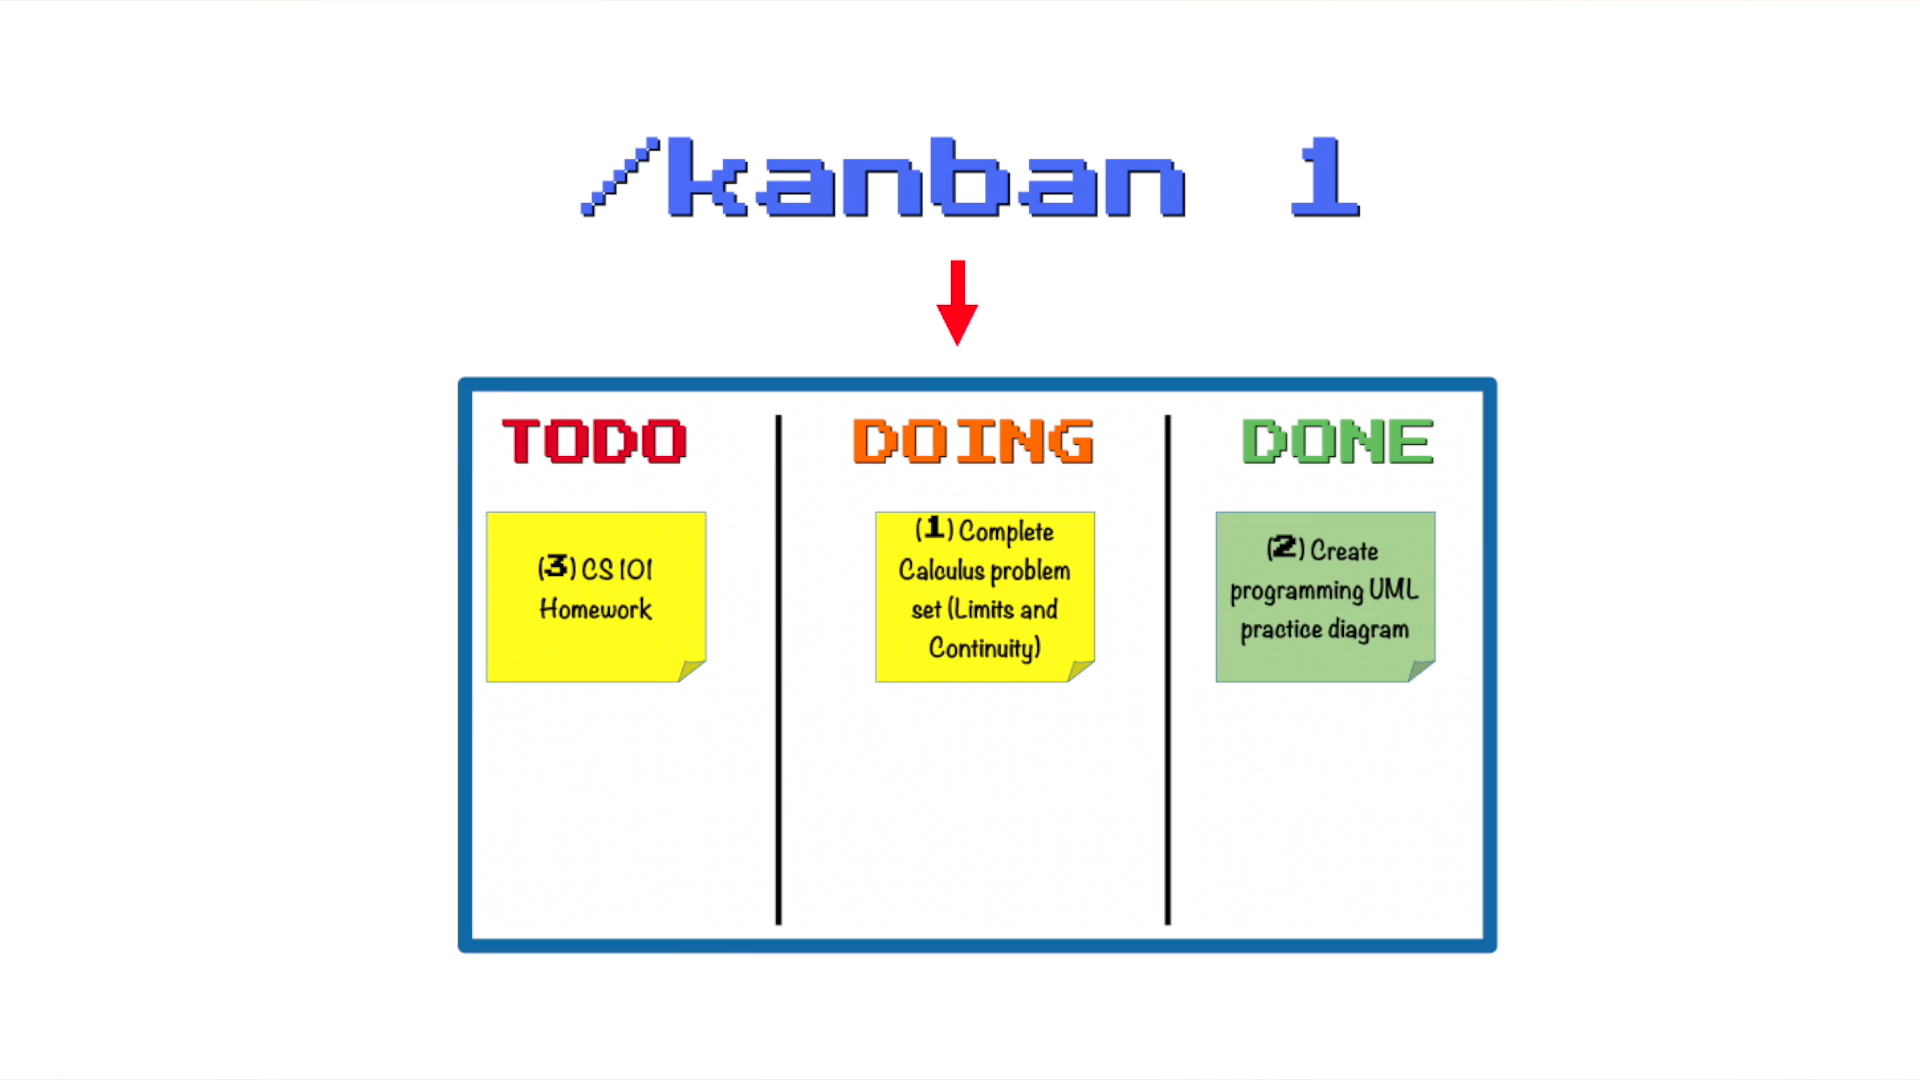 /kanban 1
TODO
DOING
DONE
(3) CS 101
Homework
(1) Complete
Calculus problem
set (Limits and
Continuity)
(2) Create
programming UML
practice diagram